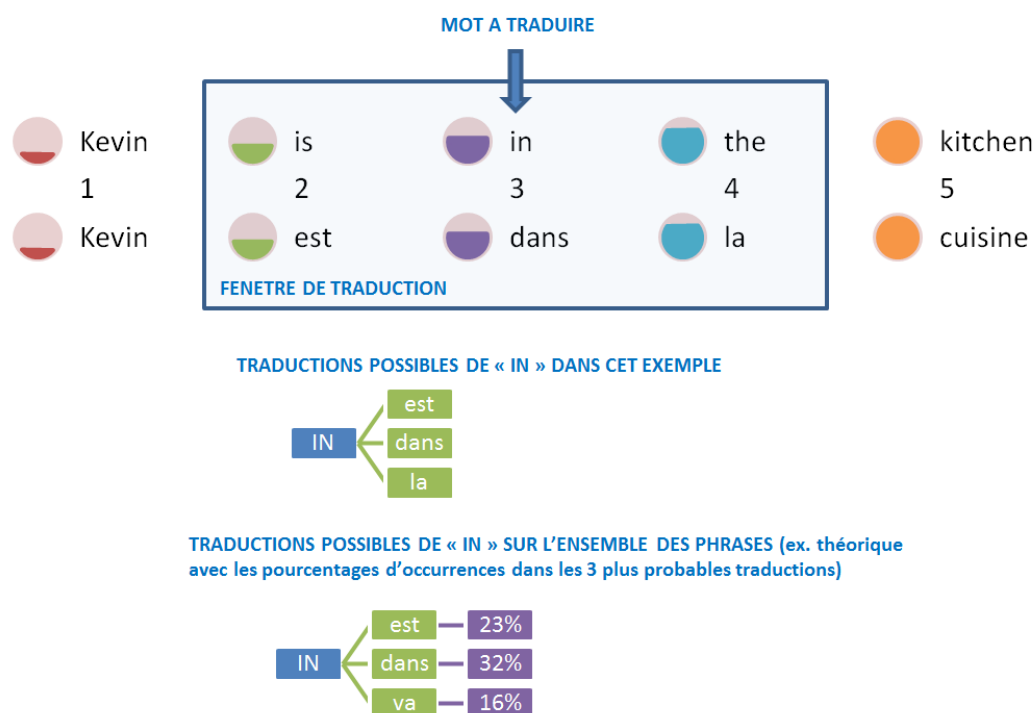 MOT A TRADUIRE
Kevin is in the kitchen
1 2 3 4 5
Kevin est dans la cuisine
FENETRE DE TRADUCTION
TRADUCTIONS POSSIBLES DE « IN » DANS CET EXEMPLE
est
IN dans
la
TRADUCTIONS POSSIBLES DE « IN » SUR L’ENSEMBLE DES PHRASES (ex. théorique
avec les pourcentages d’occurrences dans les 3 plus probables traductions)
est 23%
IN dans 32%
va 16%